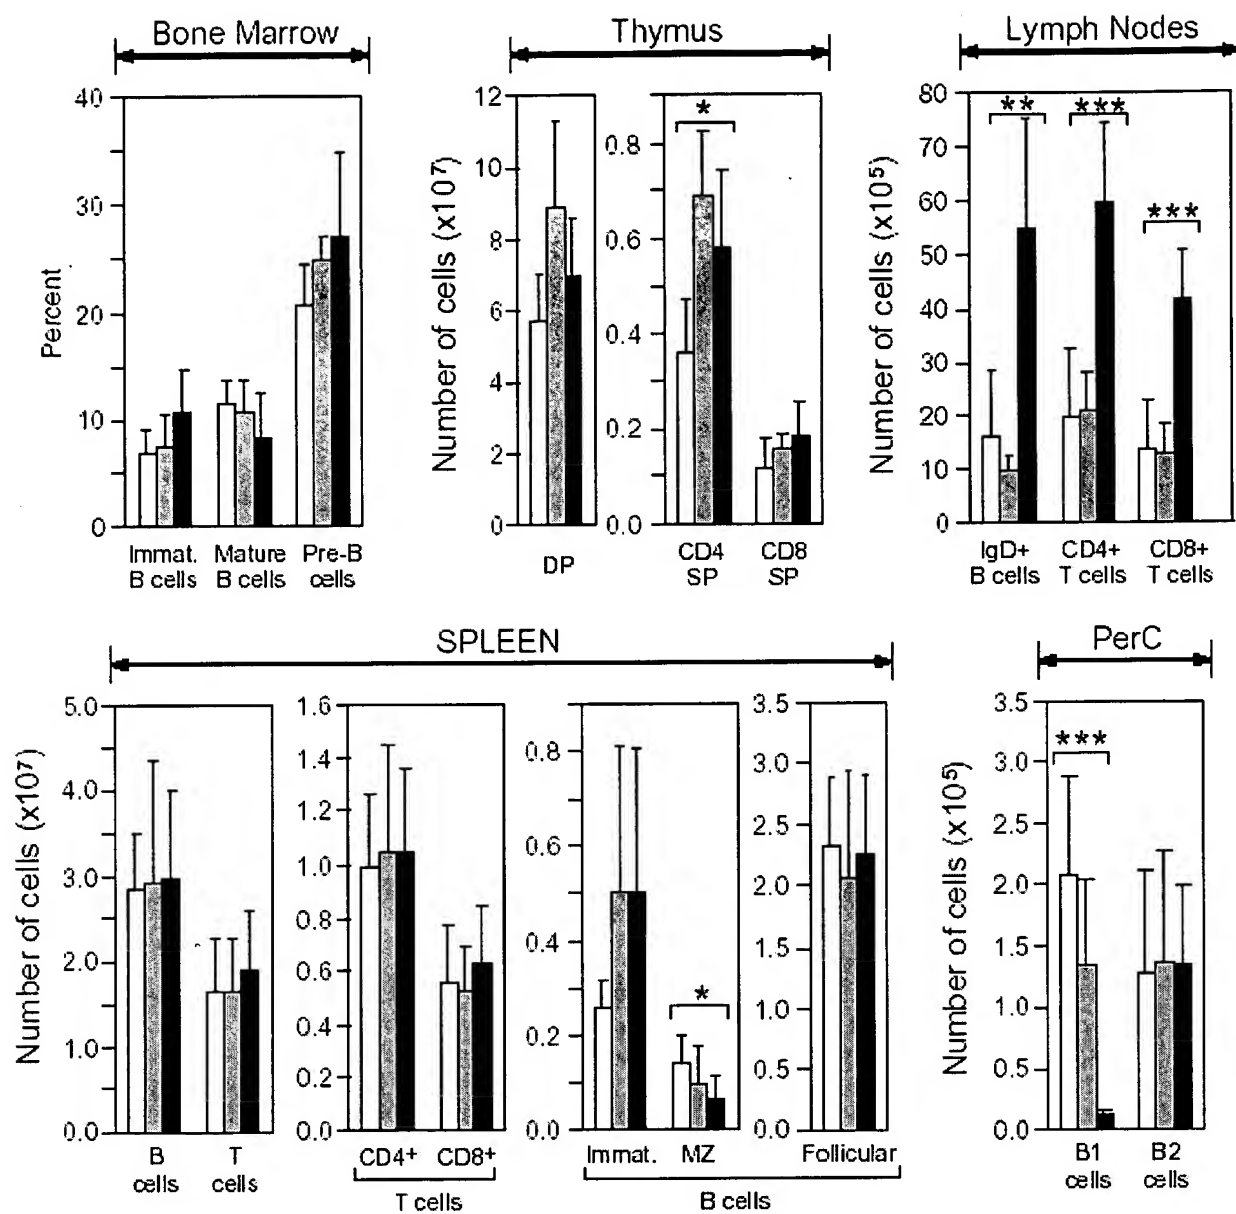 Bone Marrow
Percent
40
30
20
10
0
Immat.
B cells
Mature
B cells
Pre-B
cells
Thymus
Number of cells (x10⁷)
12
10
8
6
4
2
0
DP
*
0.8
0.6
0.4
0.2
0.0
CD4
SP
CD8
SP
Lymph Nodes
Number of cells (x10⁵)
80
70
60
50
40
30
20
10
0
** ***
***
IgD+
B cells
CD4+
T cells
CD8+
T cells
SPLEEN
Number of cells (x10⁷)
5.0
4.0
3.0
2.0
1.0
0.0
B
cells
T
cells
1.6
1.4
1.2
1.0
0.8
0.6
0.4
0.2
0.0
CD4+
CD8+
T cells
0.8
0.6
0.4
0.2
0.0
*
Immat.
MZ
3.5
3.0
2.5
2.0
1.5
1.0
0.5
0.0
Follicular
B cells
PerC
Number of cells (x10⁵)
3.5
3.0
2.5
2.0
1.5
1.0
0.5
0.0
***
B1
cells
B2
cells